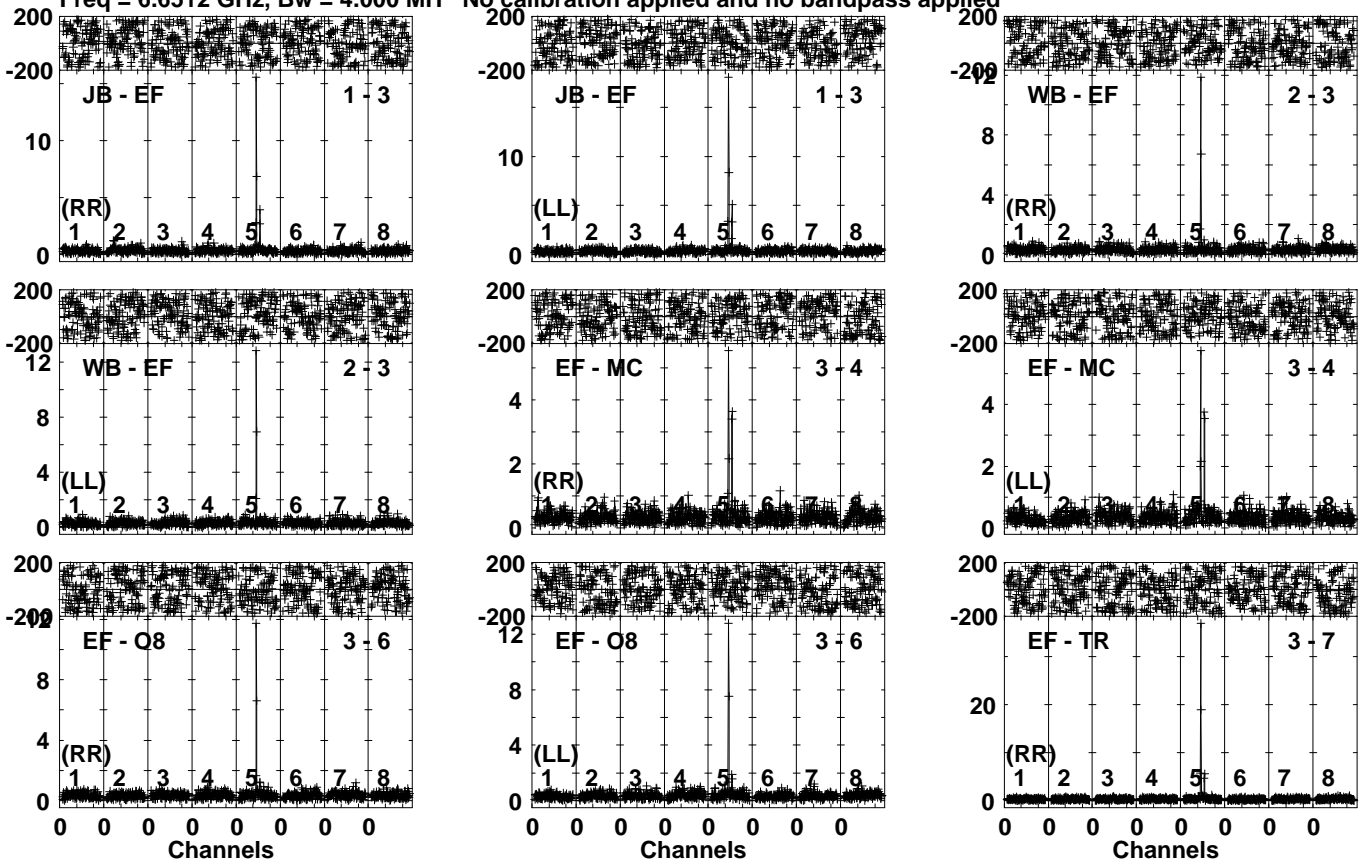 Freq = 6.6512 GHz, Bw = 4.000 MH No calibration applied and no bandpass applied
200
-200
JB - EF 1 - 3
10
(RR)
1 2 3 4 5 6 7 8
0
200
-200
JB - EF 1 - 3
10
(LL)
1 2 3 4 5 6 7 8
0
200
-200
12
WB - EF 2 - 3
8
4
(RR)
1 2 3 4 5 6 7 8
0
200
-200
12
WB - EF 2 - 3
8
4
(LL)
1 2 3 4 5 6 7 8
0
200
-200
EF - MC 3 - 4
4
2
(RR)
1 2 3 4 5 6 7 8
0
200
-200
EF - MC 3 - 4
4
2
(LL)
1 2 3 4 5 6 7 8
0
200
-200
12
EF - O8 3 - 6
8
4
(RR)
1 2 3 4 5 6 7 8
0
0 0 0 0 0 0 0 0
Channels
200
-200
12
EF - O8 3 - 6
8
4
(LL)
1 2 3 4 5 6 7 8
0
0 0 0 0 0 0 0 0
Channels
200
-200
EF - TR 3 - 7
20
(RR)
1 2 3 4 5 6 7 8
0
0 0 0 0 0 0 0 0
Channels